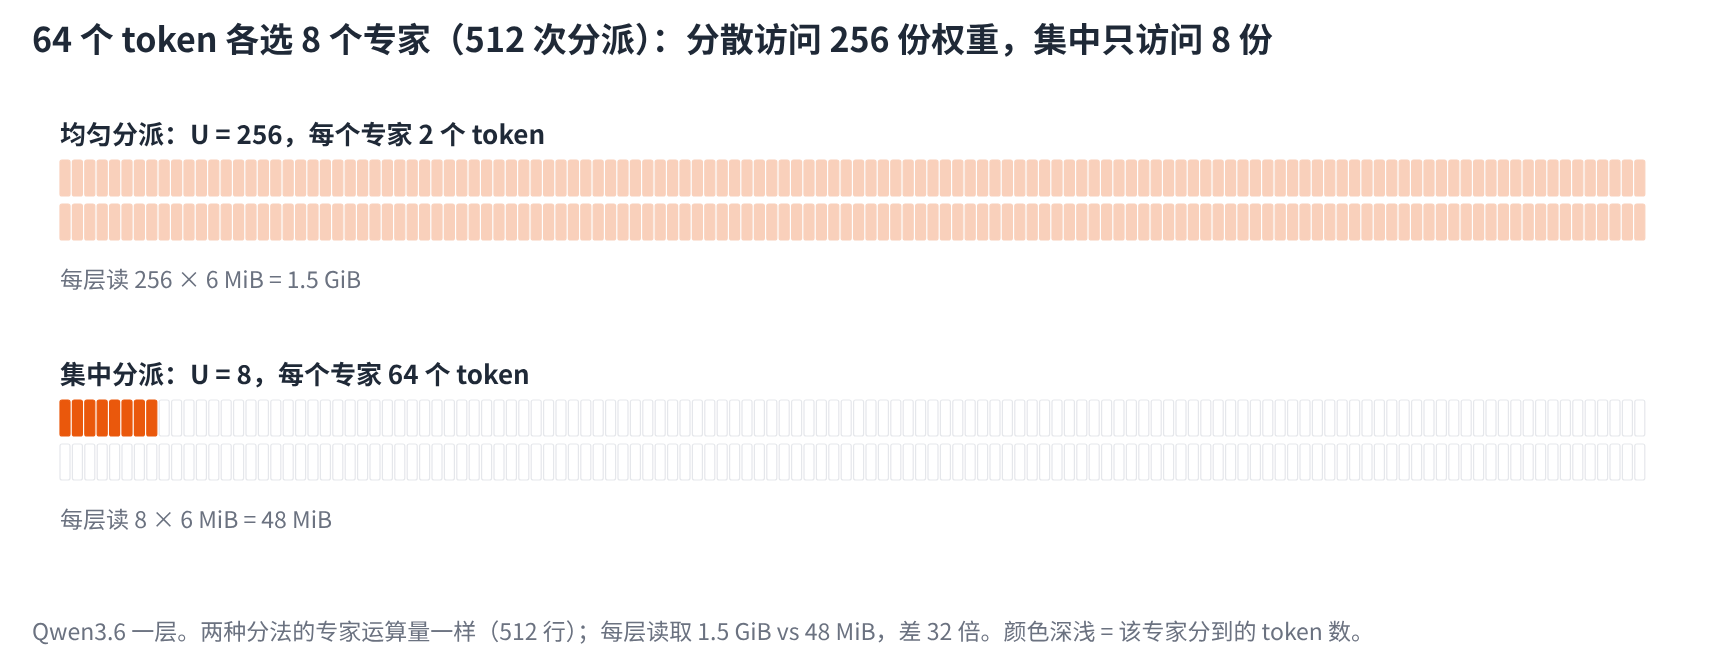 64 个 token 各选 8 个专家（512 次分派）：分散访问 256 份权重，集中只访问 8 份
均匀分派：U = 256，每个专家 2 个 token
每层读 256 × 6 MiB = 1.5 GiB
集中分派：U = 8，每个专家 64 个 token
每层读 8 × 6 MiB = 48 MiB
Qwen3.6 一层。两种分法的专家运算量一样（512 行）；每层读取 1.5 GiB vs 48 MiB，差 32 倍。颜色深浅 = 该专家分到的 token 数。